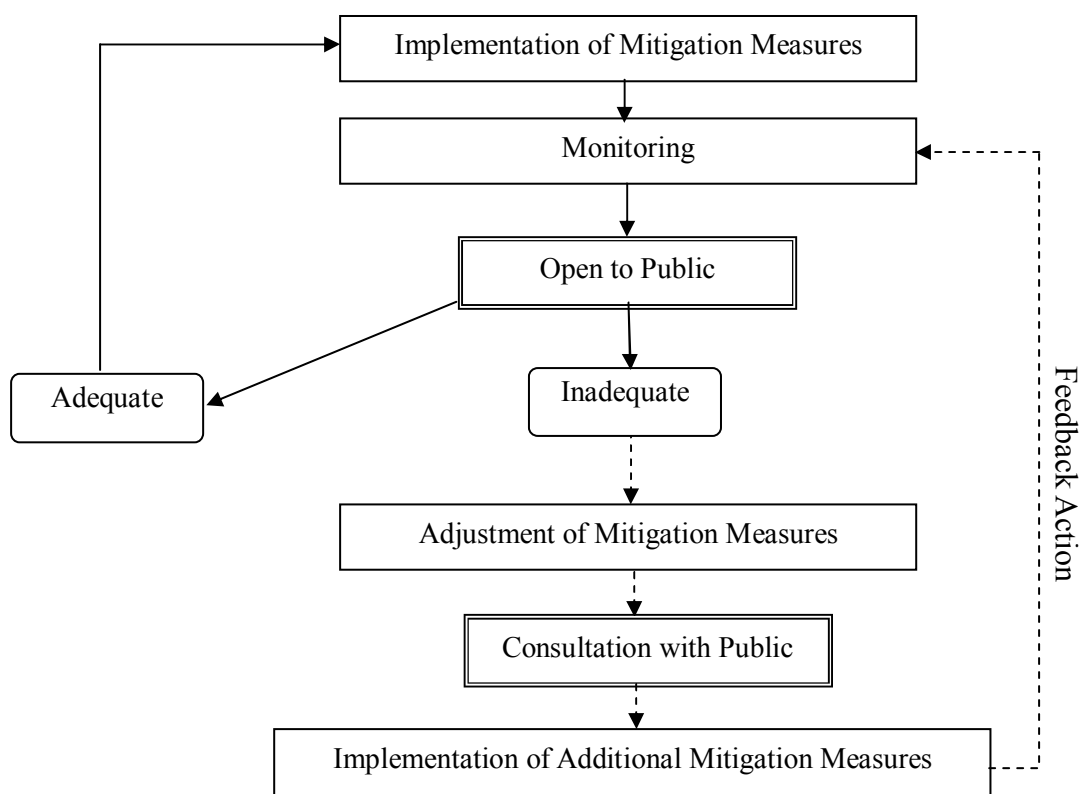 Implementation of Mitigation Measures
Monitoring
Open to Public
Adequate
Inadequate
Adjustment of Mitigation Measures
Consultation with Public
Implementation of Additional Mitigation Measures
Feedback Action